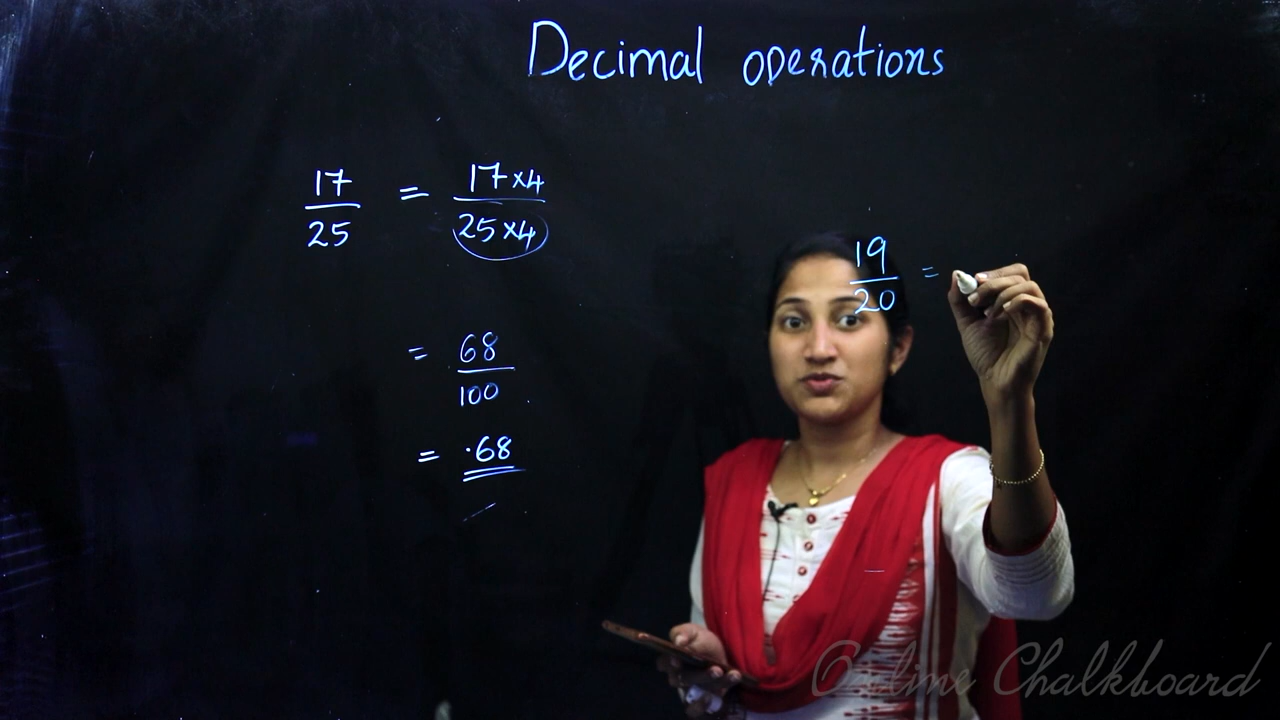 Decimal operations
17/25 = 17×4/25×4
= 68/100
= .68
19/20 =
Online Chalkboard